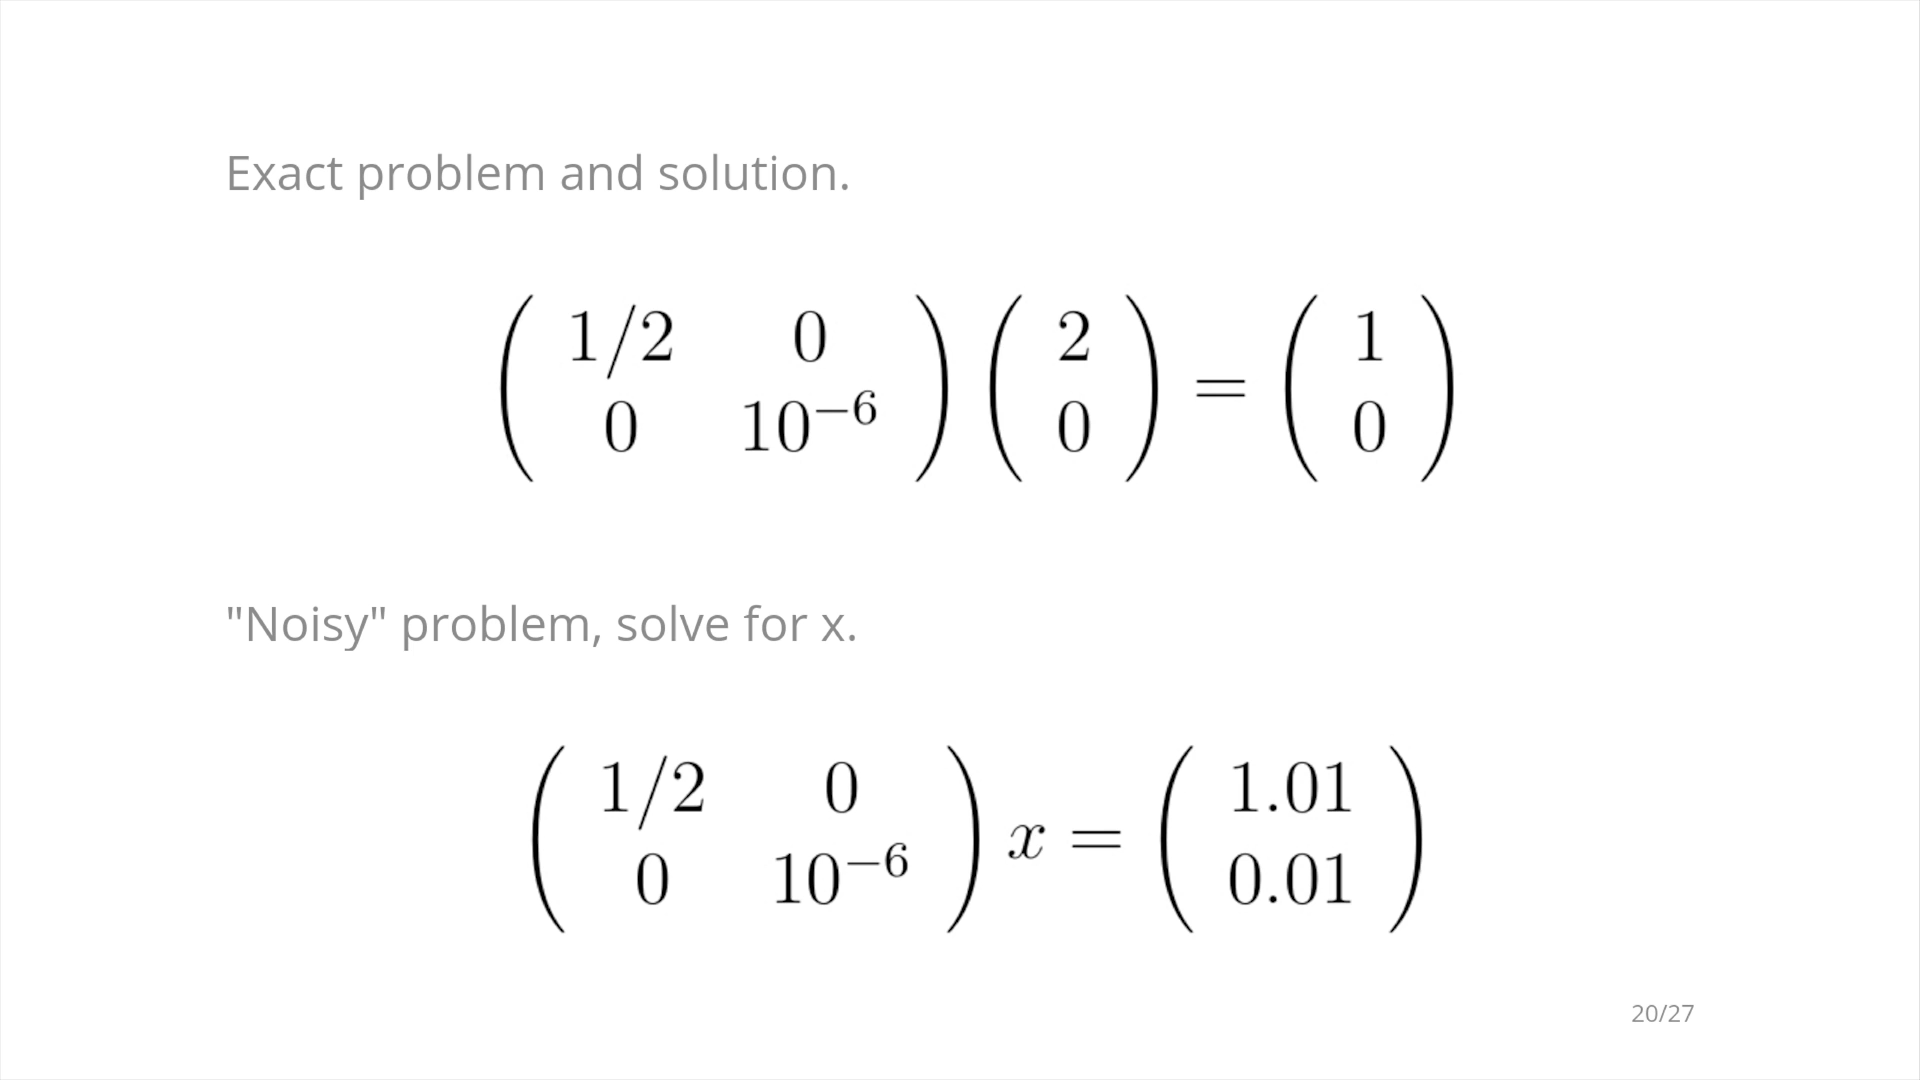 Exact problem and solution.
( 1/2 0 ) ( 2 ) = ( 1 )
( 0 10⁻⁶ ) ( 0 ) ( 0 )
"Noisy" problem, solve for x.
( 1/2 0 ) x = ( 1.01 )
( 0 10⁻⁶ ) ( 0.01 )
20/27